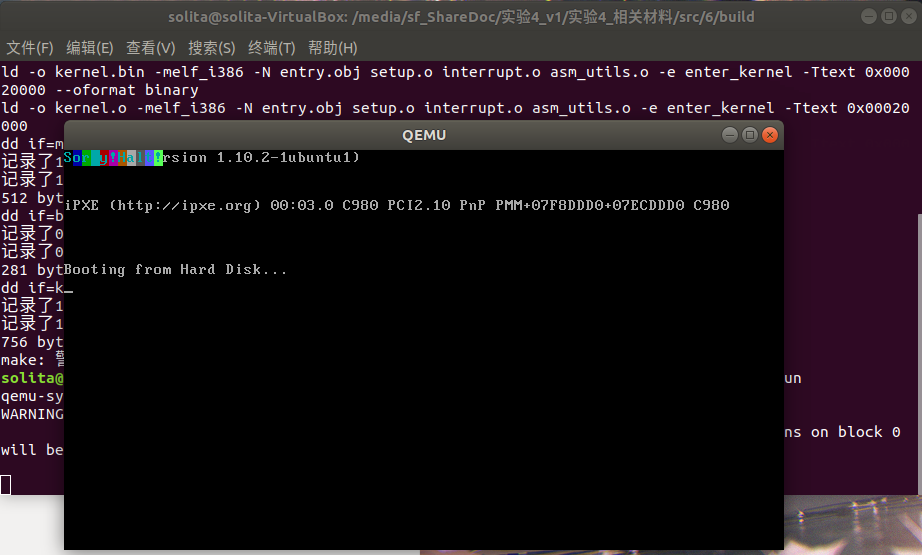 solita@solita-VirtualBox: /media/sf_ShareDoc/实验4_v1/实验4_相关材料/src/6/build
文件(F) 编辑(E) 查看(V) 搜索(S) 终端(T) 帮助(H)
ld -o kernel.bin -melf_i386 -N entry.obj setup.o interrupt.o asm_utils.o -e enter_kernel -Ttext 0x000
20000 --oformat binary
ld -o kernel.o -melf_i386 -N entry.obj setup.o interrupt.o asm_utils.o -e enter_kernel -Ttext 0x00020
000
dd if=m
记录了1
记录了1
512 byt
dd if=b
记录了0
记录了0
281 byt
dd if=k
记录了1
记录了1
756 byt
make: 警
solita@ un
qemu-sy
WARNING
ns on block 0
will be
QEMU
Sorry!Halt!rsion 1.10.2-1ubuntu1)
iPXE (http://ipxe.org) 00:03.0 C980 PCI2.10 PnP PMM+07F8DDD0+07ECDDD0 C980
Booting from Hard Disk...